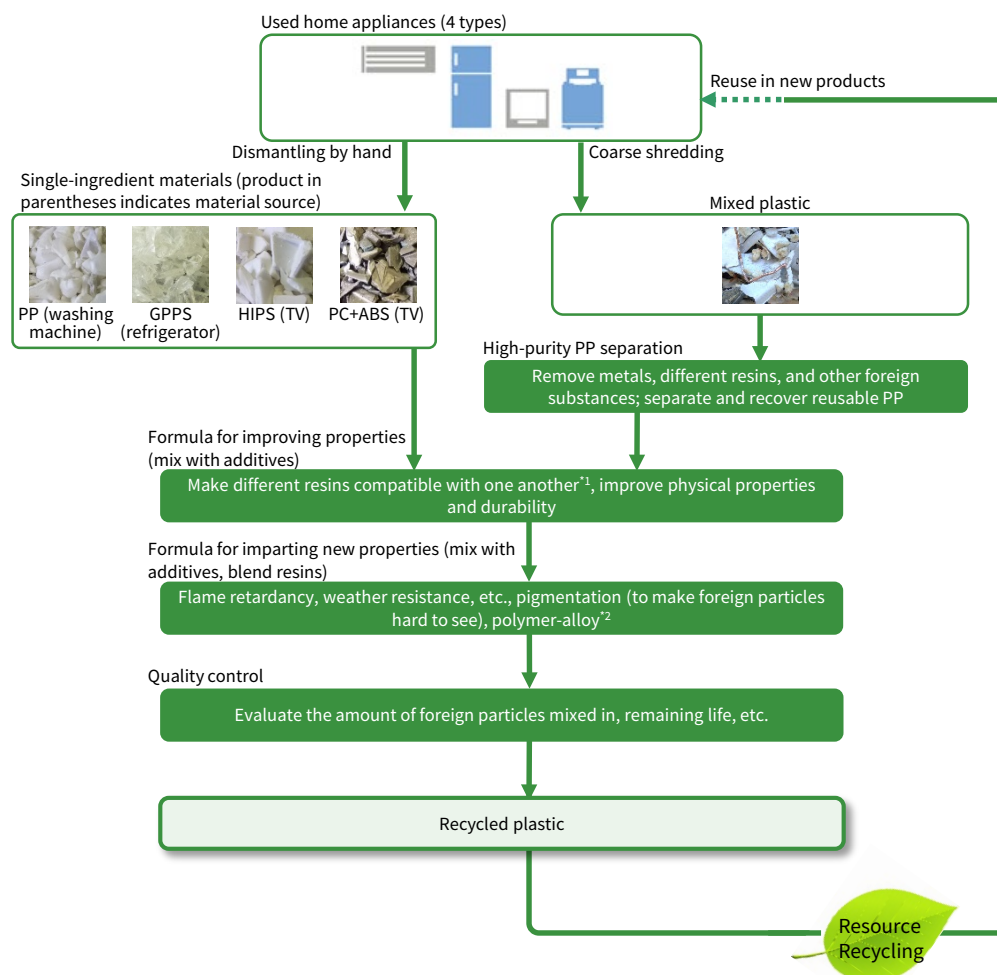 Used home appliances (4 types)
Reuse in new products
Dismantling by hand
Coarse shredding
Single-ingredient materials (product in
parentheses indicates material source)
Mixed plastic
PP (washing
machine)
GPPS
(refrigerator)
HIPS (TV)
PC+ABS (TV)
High-purity PP separation
Remove metals, different resins, and other foreign
substances; separate and recover reusable PP
Formula for improving properties
(mix with additives)
Make different resins compatible with one another*1, improve physical properties
and durability
Formula for imparting new properties (mix with
additives, blend resins)
Flame retardancy, weather resistance, etc., pigmentation (to make foreign particles
hard to see), polymer-alloy*2
Quality control
Evaluate the amount of foreign particles mixed in, remaining life, etc.
Recycled plastic
Resource
Recycling